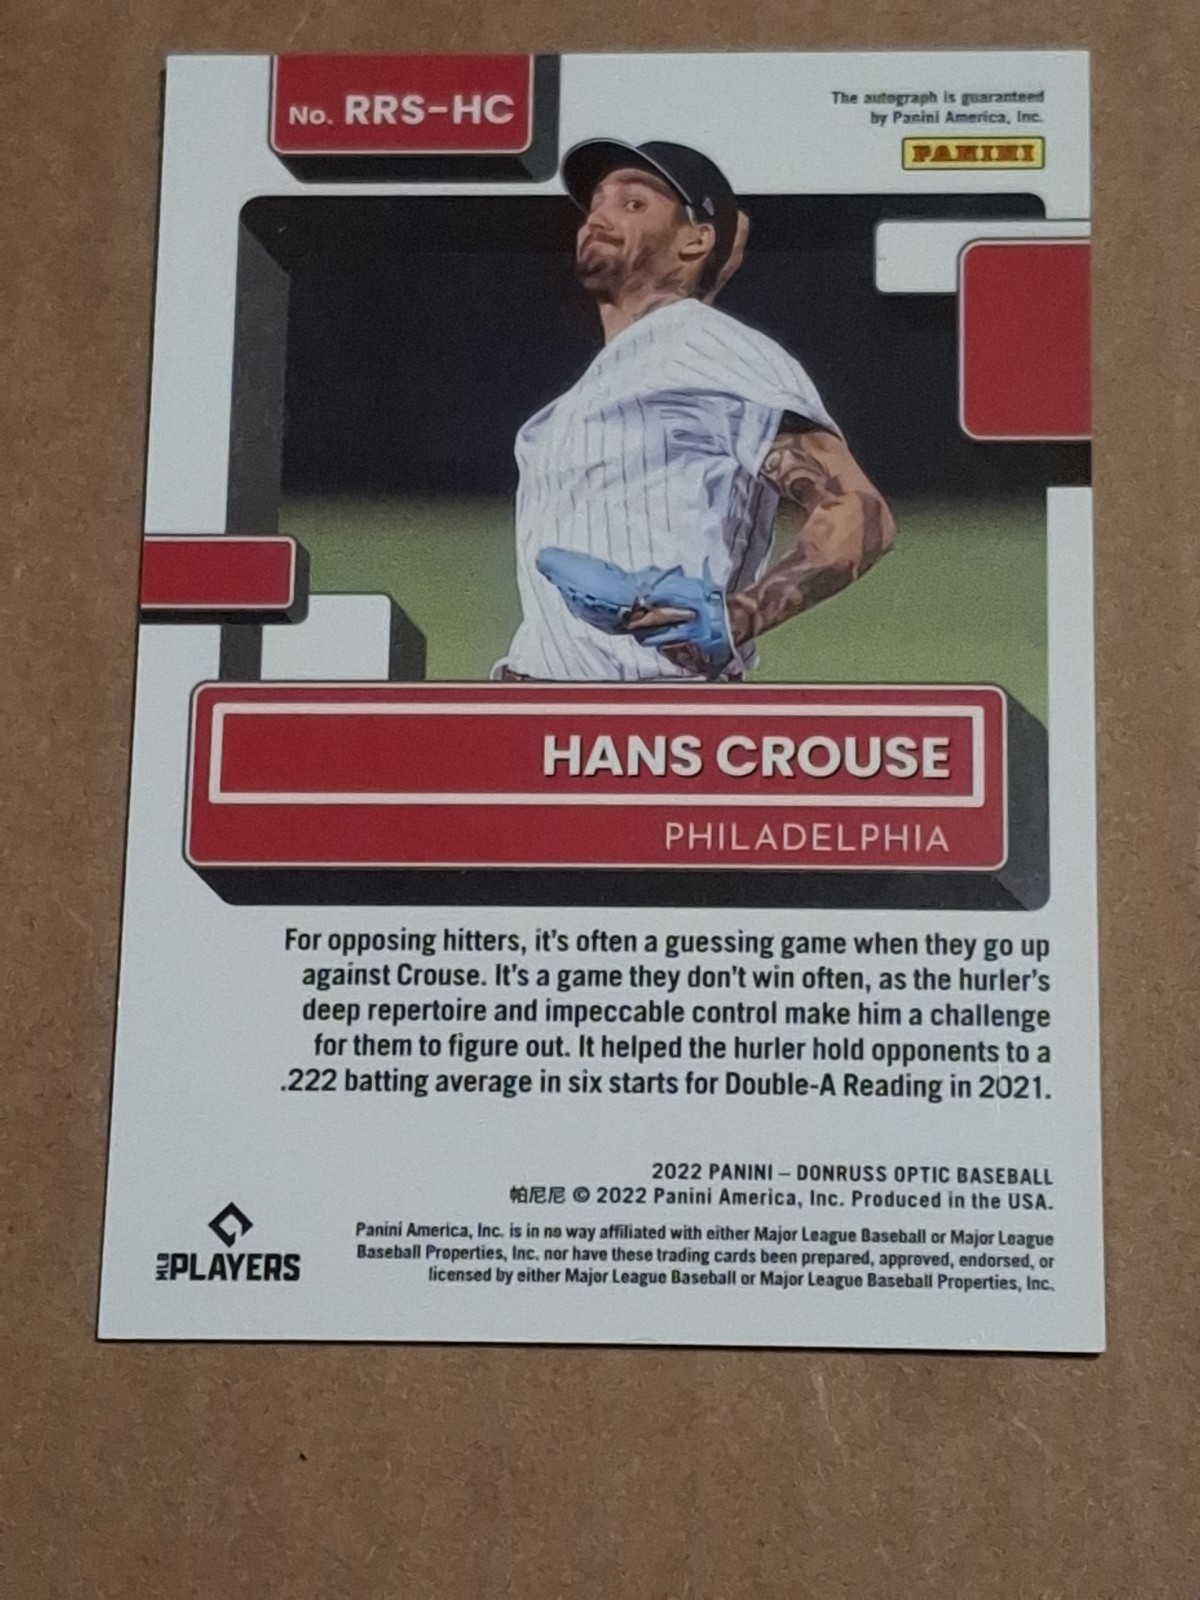 No. RRS-HC
The autograph is guaranteed
by Panini America, Inc.
PANINI
HANS CROUSE
PHILADELPHIA
For opposing hitters, it's often a guessing game when they go up
against Crouse. It's a game they don't win often, as the hurler's
deep repertoire and impeccable control make him a challenge
for them to figure out. It helped the hurler hold opponents to a
.222 batting average in six starts for Double-A Reading in 2021.
2022 PANINI – DONRUSS OPTIC BASEBALL
帕尼尼 © 2022 Panini America, Inc. Produced in the USA.
Panini America, Inc. is in no way affiliated with either Major League Baseball or Major League
Baseball Properties, Inc. nor have these trading cards been prepared, approved, endorsed, or
licensed by either Major League Baseball or Major League Baseball Properties, Inc.
MLB PLAYERS